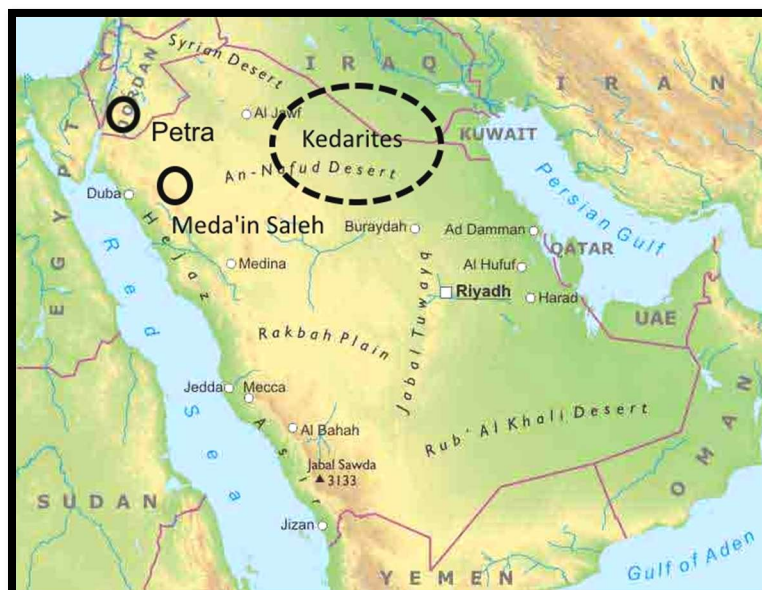 Syrian Desert
IRAQ
IRAN
JORDAN
Al Jawf
Petra
Kedarites
KUWAIT
EGYPT
An-Nafud Desert
Persian Gulf
Duba
Meda'in Saleh
Buraydah
Ad Damman
QATAR
Hejaz
Medina
Al Hufuf
Riyadh
Harad
Red Sea
Jabal Tuwayq
UAE
Rakbah Plain
Jedda
Mecca
Asir
Al Bahah
Rub' Al Khali Desert
OMAN
Jabal Sawda
3133
SUDAN
Jizan
YEMEN
Gulf of Aden